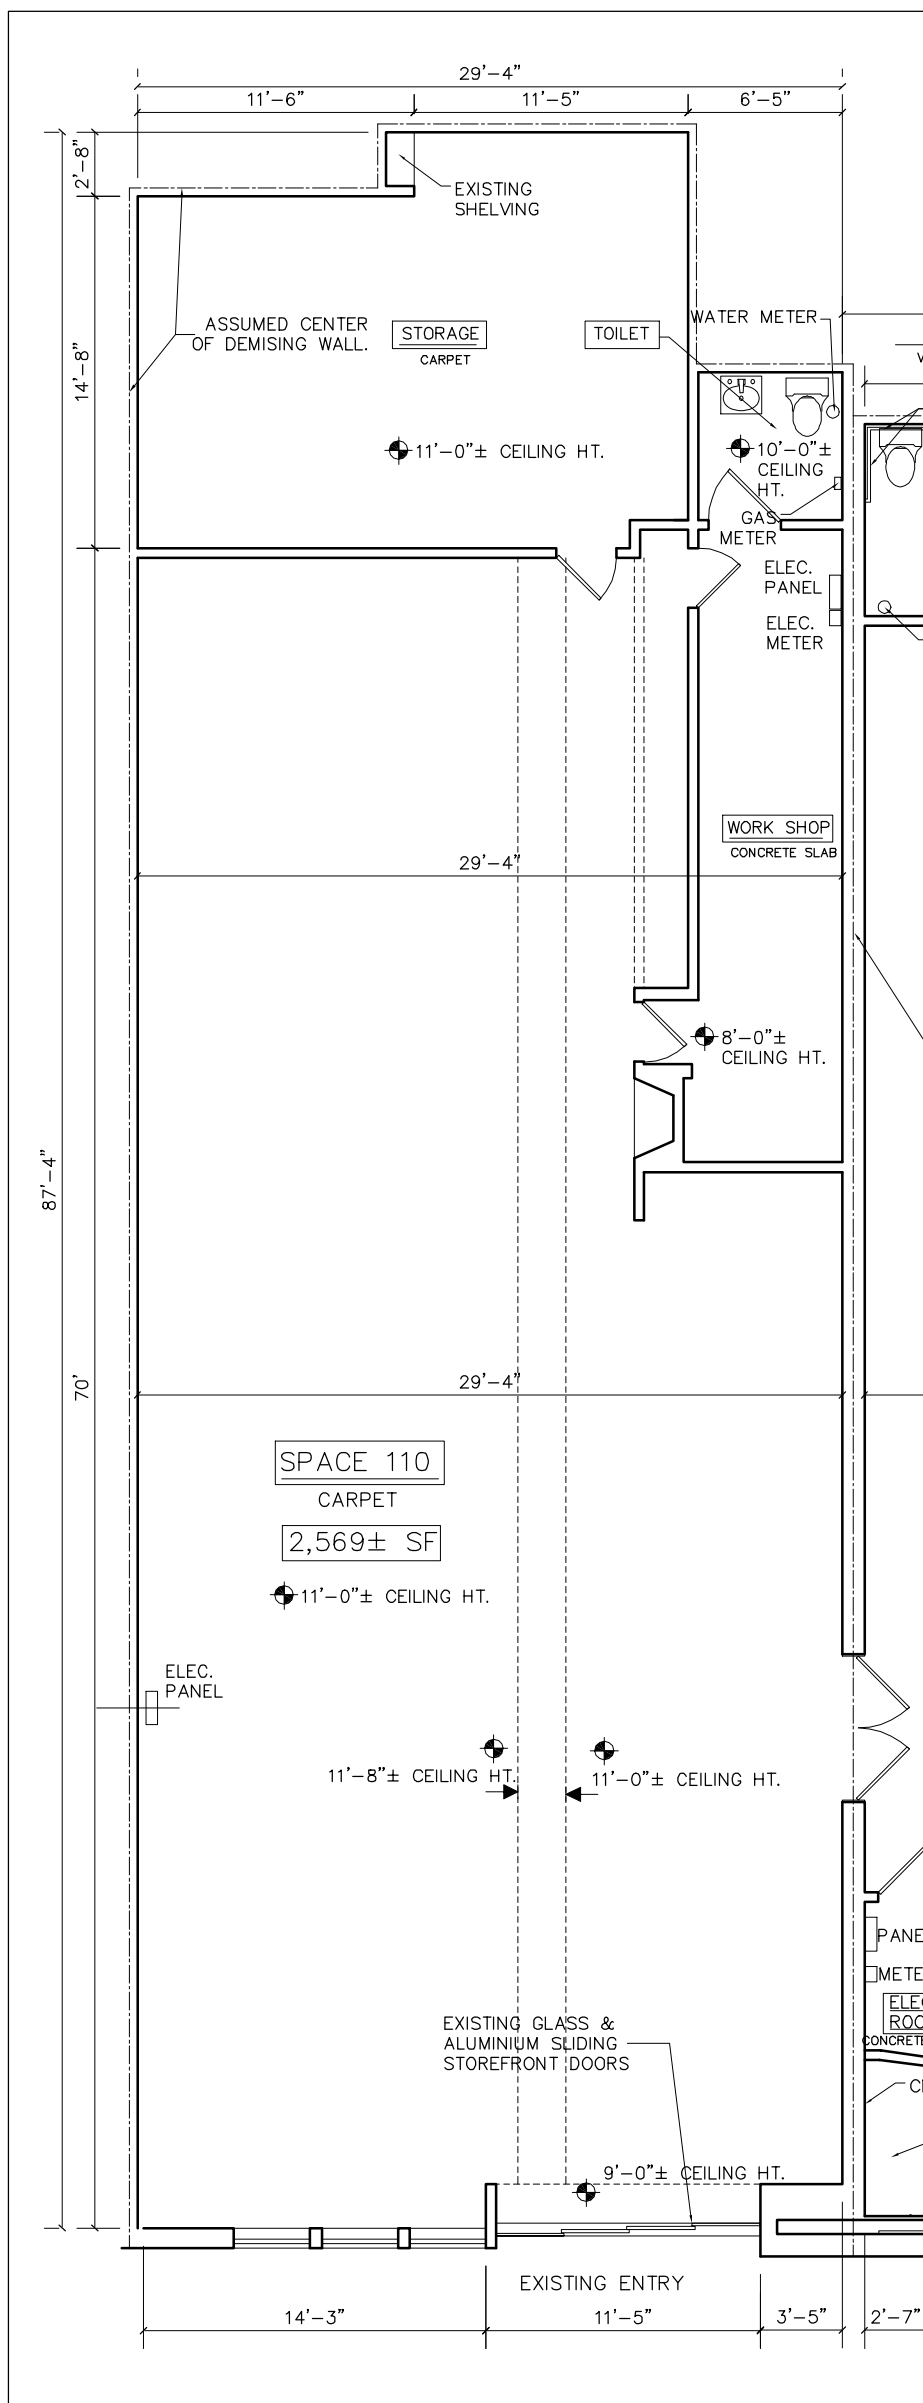 29'-4"
11'-6"
11'-5"
6'-5"
2'-8"
EXISTING
SHELVING
ASSUMED CENTER
OF DEMISING WALL.
STORAGE
CARPET
TOILET
WATER METER
14'-8"
11'-0"± CEILING HT.
10'-0"±
CEILING
HT.
GAS
METER
ELEC.
PANEL
ELEC.
METER
WORK SHOP
CONCRETE SLAB
29'-4"
8'-0"±
CEILING HT.
87'-4"
70'
29'-4"
SPACE 110
CARPET
2,569± SF
11'-0"± CEILING HT.
ELEC.
PANEL
11'-8"± CEILING HT.
11'-0"± CEILING HT.
PANE
METE
ELE
ROO
CONCRETE
EXISTING GLASS &
ALUMINIUM SLIDING
STOREFRONT DOORS
9'-0"± CEILING HT.
EXISTING ENTRY
14'-3"
11'-5"
3'-5"
2'-7"